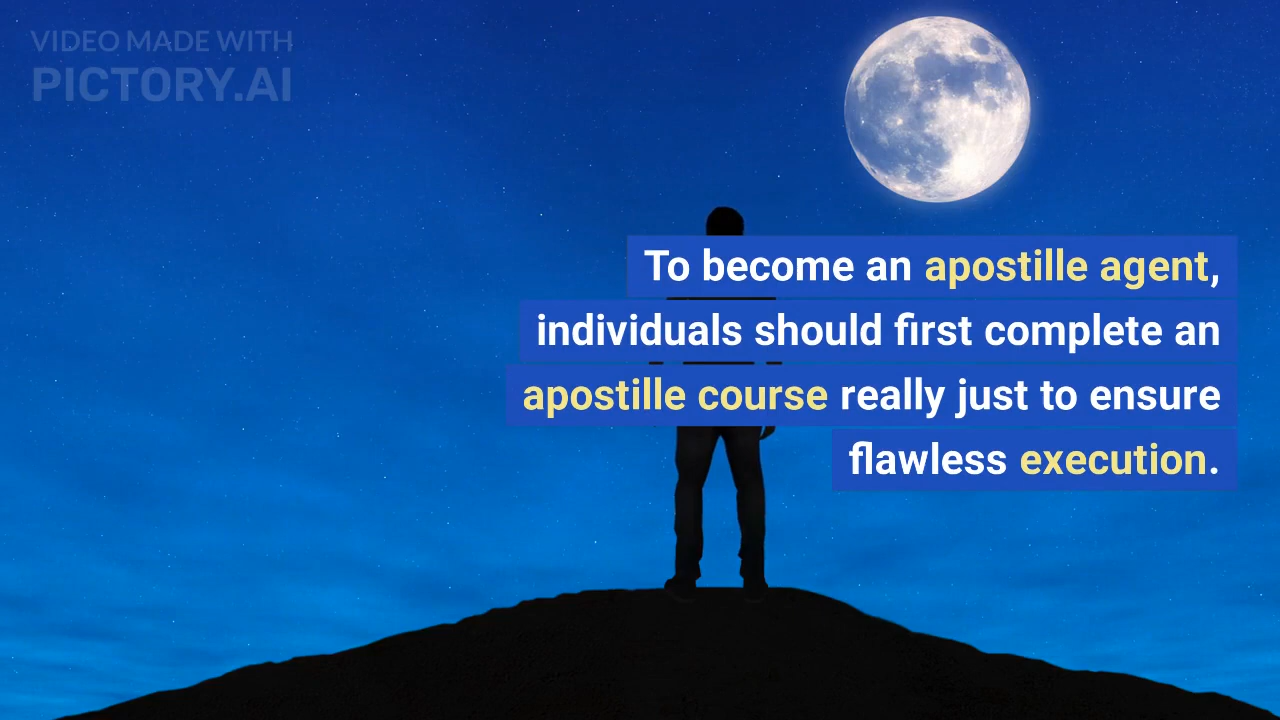 VIDEO MADE WITH
PICTORY.AI
To become an apostille agent,
individuals should first complete an
apostille course really just to ensure
flawless execution.